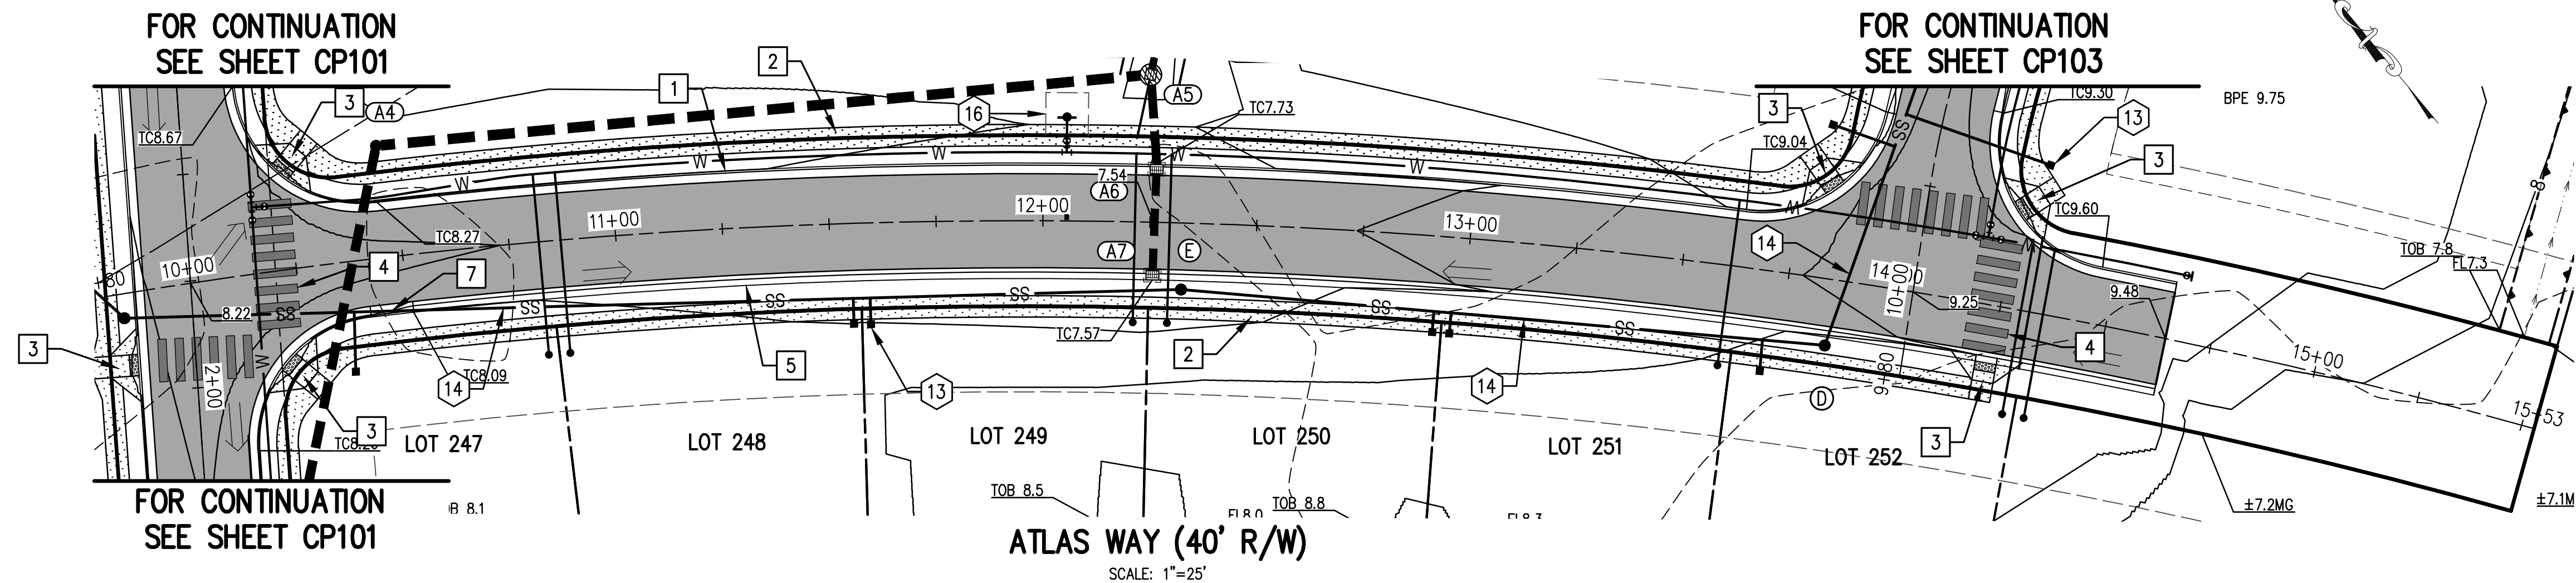 FOR CONTINUATION
SEE SHEET CP101
FOR CONTINUATION
SEE SHEET CP103
2
1
3
A4
16
A5
TC7.73
3
TC9.30
BPE 9.75
13
TC8.67
W
W
W
W
W
TC9.04
SS
3
7.54
A6
TC9.60
8
11+00
12+00
13+00
W
TC8.27
A7
E
14
TOB 7.8
FL7.3
10+00
4
7
10+00
9.25
9.48
80
8.22
SS
SS
SS
SS
SS
SS
3
TC7.57
2
4
15+00
5
W
2+00
14
TC8.09
13
14
9+80
D
15+53
3
LOT 247
LOT 248
LOT 249
LOT 250
LOT 251
LOT 252
3
TOB 8.5
TOB 8.8
±7.2MG
±7.1M
FOR CONTINUATION
SEE SHEET CP101
ATLAS WAY (40' R/W)
SCALE: 1"=25'